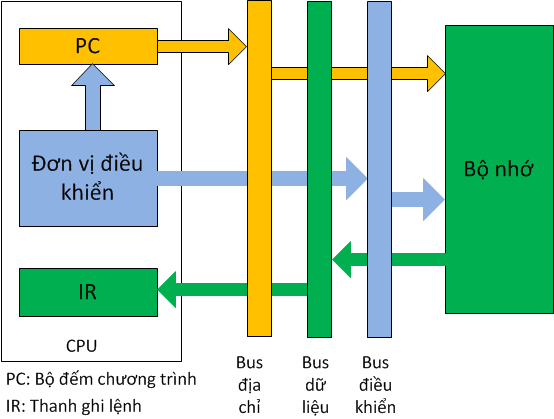 PC
Đơn vị điều
khiển
Bộ nhớ
IR
CPU
Bus
địa
chỉ
Bus
dữ
liệu
Bus
điều
khiển
PC: Bộ đếm chương trình
IR: Thanh ghi lệnh